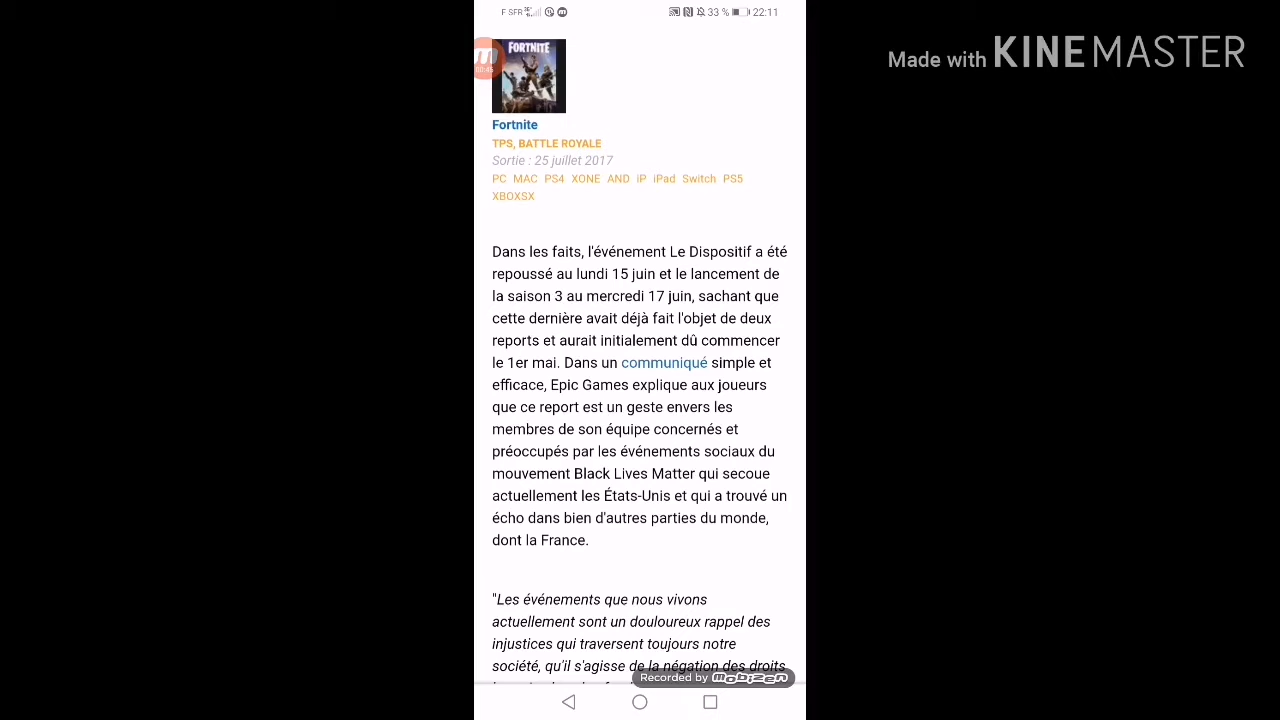 F SFR
33 % 22:11
Made with KINEMASTER
FORTNITE
Fortnite
TPS, BATTLE ROYALE
Sortie : 25 juillet 2017
PC MAC PS4 XONE AND iP iPad Switch PS5
XBOXSX
Dans les faits, l'événement Le Dispositif a été
repoussé au lundi 15 juin et le lancement de
la saison 3 au mercredi 17 juin, sachant que
cette dernière avait déjà fait l'objet de deux
reports et aurait initialement dû commencer
le 1er mai. Dans un communiqué simple et
efficace, Epic Games explique aux joueurs
que ce report est un geste envers les
membres de son équipe concernés et
préoccupés par les événements sociaux du
mouvement Black Lives Matter qui secoue
actuellement les États-Unis et qui a trouvé un
écho dans bien d'autres parties du monde,
dont la France.
"Les événements que nous vivons
actuellement sont un douloureux rappel des
injustices qui traversent toujours notre
société, qu'il s'agisse de la négation des droits
Recorded by mobizen